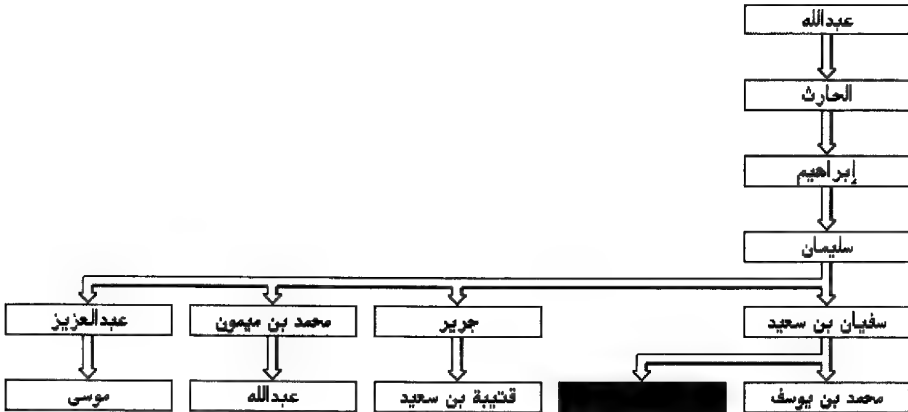 عبدالله
الحارث
إبراهيم
سليمان
سفيان بن سعيد
جرير
محمد بن ميمون
عبدالعزيز
محمد بن يوسف
قتيبة بن سعيد
عبدالله
موسى